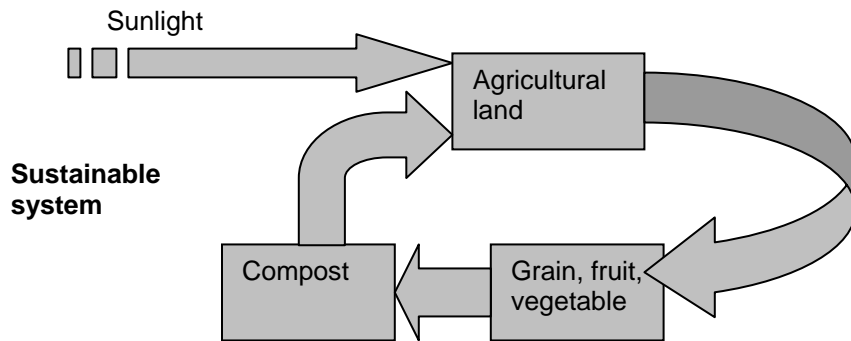 Sunlight
Agricultural
land
Sustainable
system
Compost
Grain, fruit,
vegetable